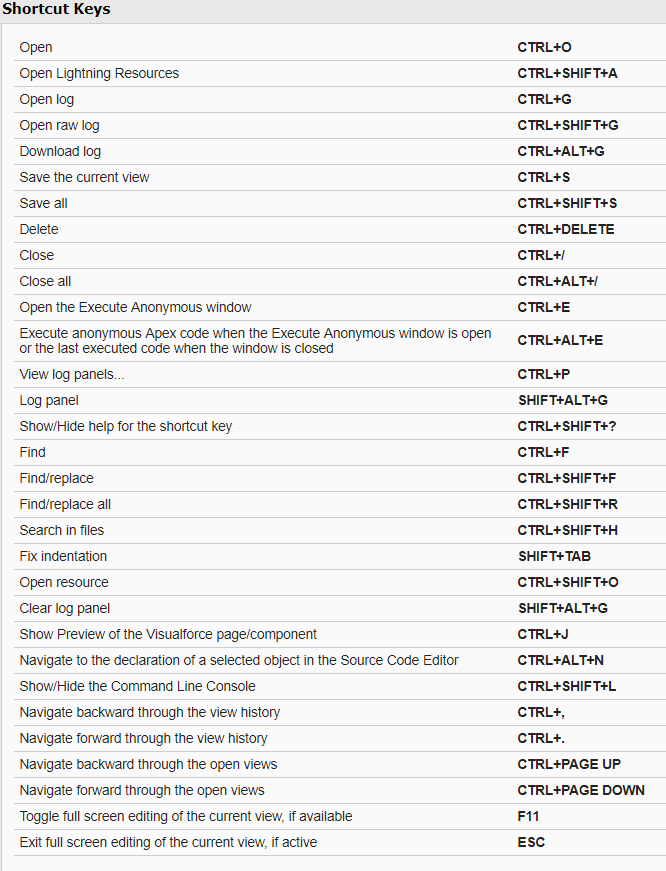 Shortcut Keys
Open CTRL+O
Open Lightning Resources CTRL+SHIFT+A
Open log CTRL+G
Open raw log CTRL+SHIFT+G
Download log CTRL+ALT+G
Save the current view CTRL+S
Save all CTRL+SHIFT+S
Delete CTRL+DELETE
Close CTRL+/
Close all CTRL+ALT+/
Open the Execute Anonymous window CTRL+E
Execute anonymous Apex code when the Execute Anonymous window is open
or the last executed code when the window is closed CTRL+ALT+E
View log panels... CTRL+P
Log panel SHIFT+ALT+G
Show/Hide help for the shortcut key CTRL+SHIFT+?
Find CTRL+F
Find/replace CTRL+SHIFT+F
Find/replace all CTRL+SHIFT+R
Search in files CTRL+SHIFT+H
Fix indentation SHIFT+TAB
Open resource CTRL+SHIFT+O
Clear log panel SHIFT+ALT+G
Show Preview of the Visualforce page/component CTRL+J
Navigate to the declaration of a selected object in the Source Code Editor CTRL+ALT+N
Show/Hide the Command Line Console CTRL+SHIFT+L
Navigate backward through the view history CTRL+,
Navigate forward through the view history CTRL+.
Navigate backward through the open views CTRL+PAGE UP
Navigate forward through the open views CTRL+PAGE DOWN
Toggle full screen editing of the current view, if available F11
Exit full screen editing of the current view, if active ESC